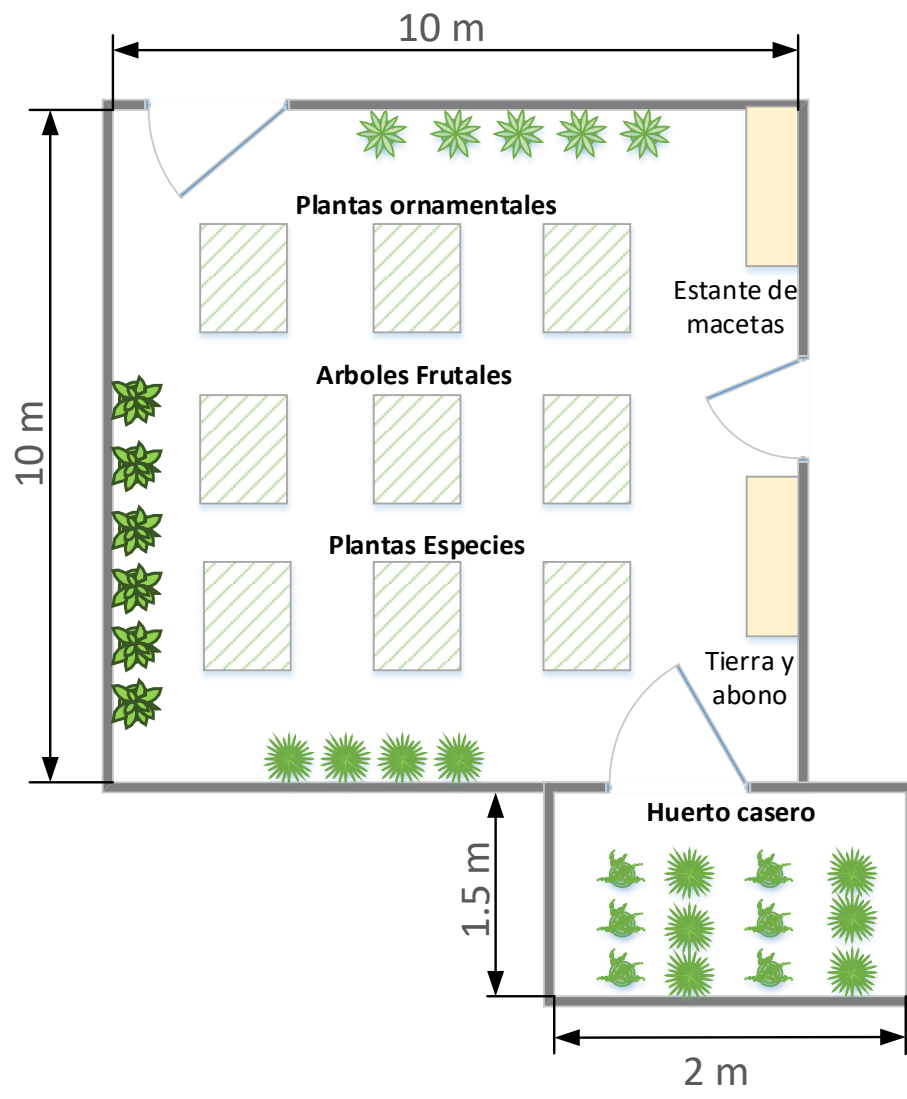 10 m
10 m
Plantas ornamentales
Estante de
macetas
Arboles Frutales
Plantas Especies
Tierra y
abono
Huerto casero
1.5 m
2 m